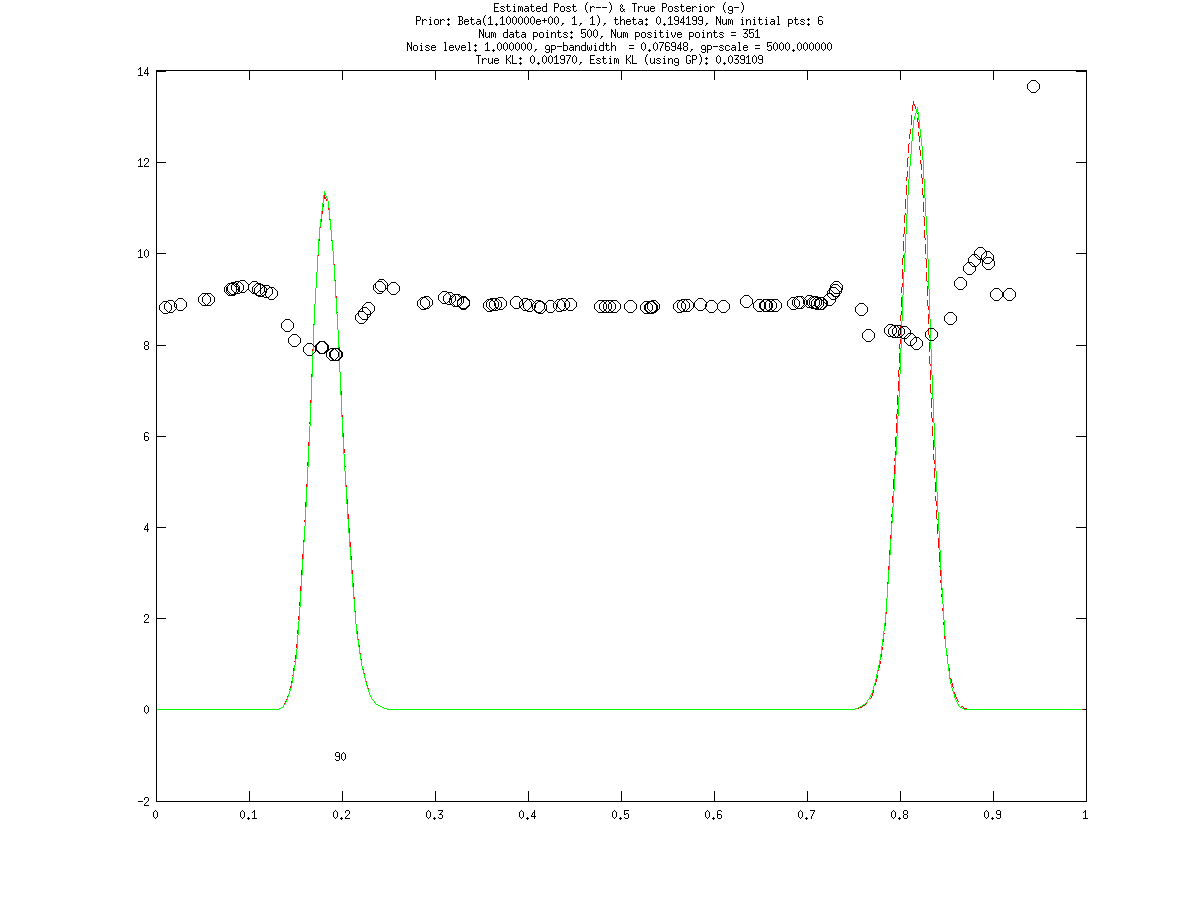 Estimated Post (r--) & True Posterior (g-)
Prior: Beta(1.100000e+00, 1, 1), theta: 0.194199, Num initial pts: 6
Num data points: 500, Num positive points = 351
Noise level: 1.000000, gp-bandwidth  = 0.076948, gp-scale = 5000.000000
True KL: 0.001970, Estim KL (using GP): 0.039109
14
12
10
8
6
4
2
0
90
-2
0 0.1 0.2 0.3 0.4 0.5 0.6 0.7 0.8 0.9 1